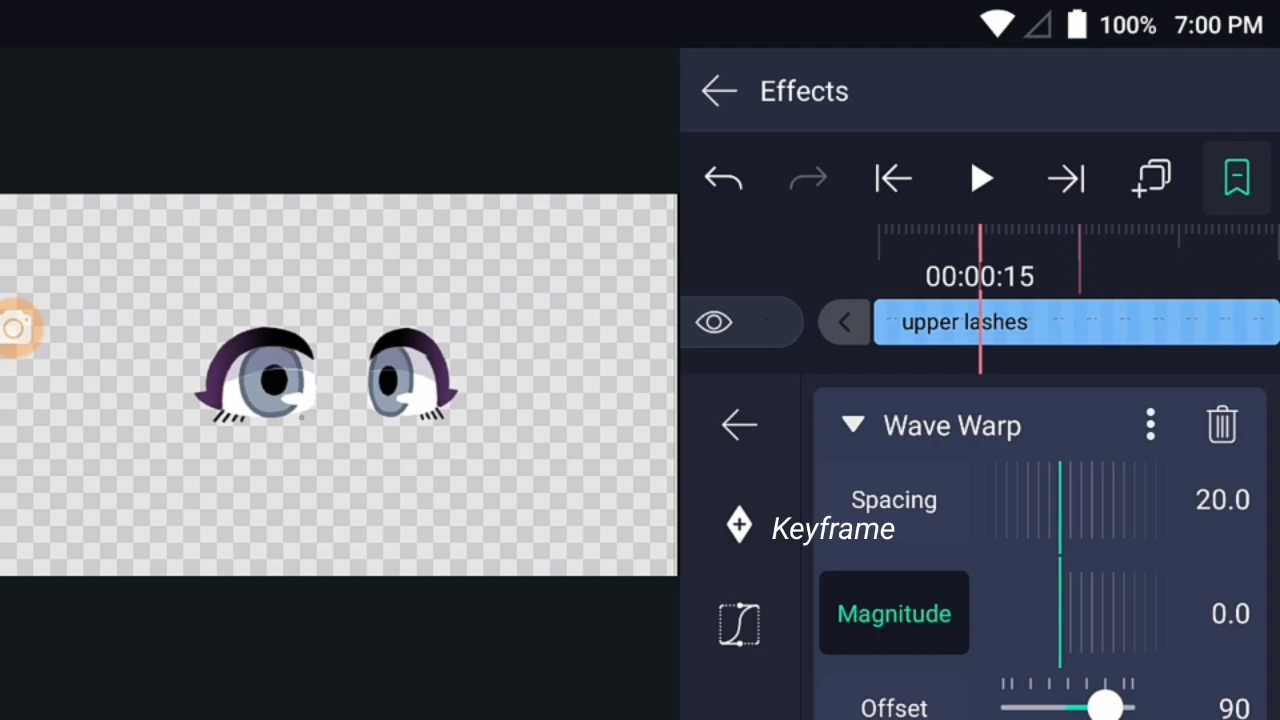 100% 7:00 PM
Effects
00:00:15
upper lashes
Wave Warp
Spacing 20.0
Keyframe
Magnitude 0.0
Offset 90